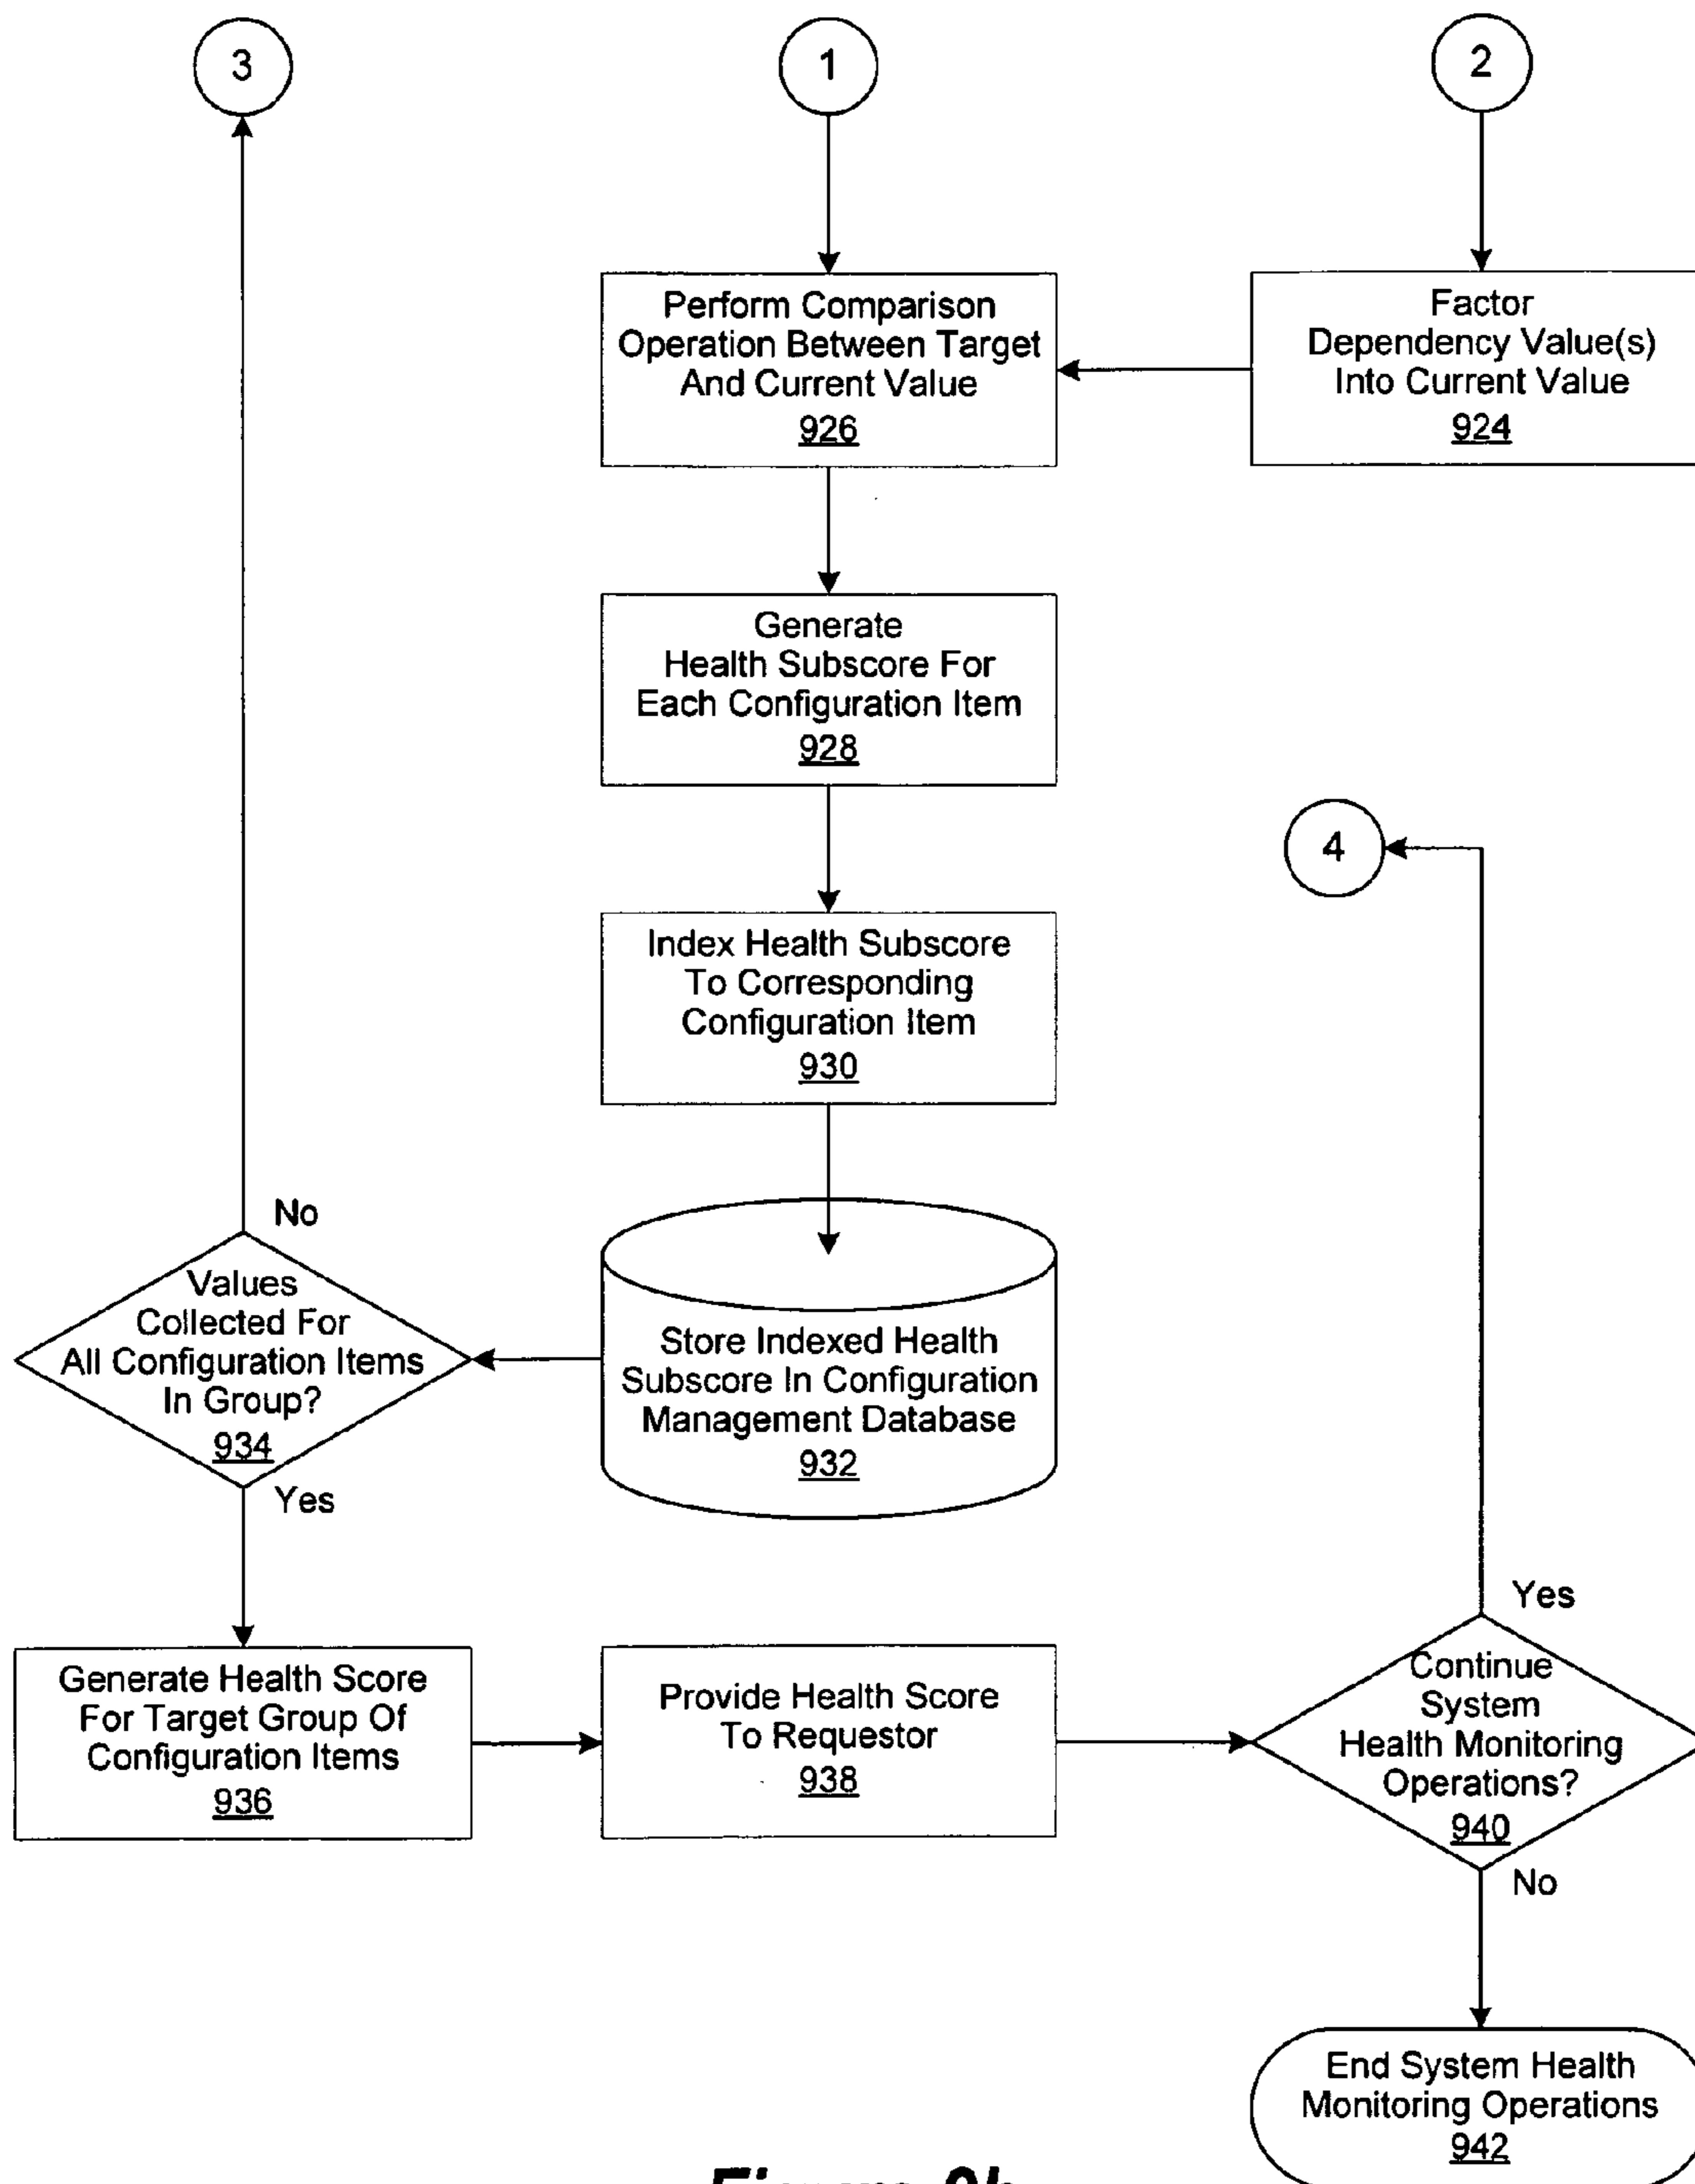 3
1
2
Perform Comparison
Operation Between Target
And Current Value
926
Factor
Dependency Value(s)
Into Current Value
924
Generate
Health Subscore For
Each Configuration Item
928
4
Index Health Subscore
To Corresponding
Configuration Item
930
No
Values
Collected For
All Configuration Items
In Group?
934
Yes
Store Indexed Health
Subscore In Configuration
Management Database
932
Generate Health Score
For Target Group Of
Configuration Items
936
Provide Health Score
To Requestor
938
Yes
Continue
System
Health Monitoring
Operations?
940
No
End System Health
Monitoring Operations
942